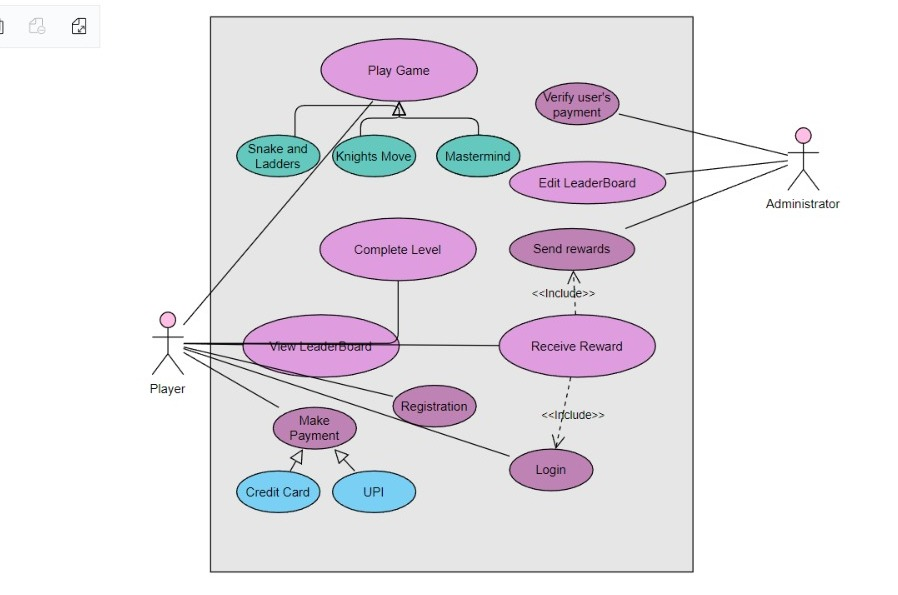 Play Game
Verify user's
payment
Snake and
Ladders
Knights Move
Mastermind
Edit LeaderBoard
Administrator
Complete Level
Send rewards
<<Include>>
View LeaderBoard
Receive Reward
Player
Registration
<<Include>>
Make
Payment
Login
Credit Card
UPI